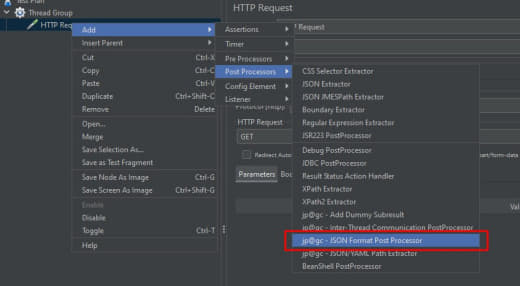 Test Plan
Thread Group
HTTP Req
Add
Insert Parent
Cut Ctrl-X
Copy Ctrl-C
Paste Ctrl-V
Duplicate Ctrl+Shift-C
Remove Delete
Open...
Merge
Save Selection As...
Save as Test Fragment
Save Node As Image Ctrl-G
Save Screen As Image Ctrl+Shift-G
Enable
Disable
Toggle Ctrl-T
Help
Assertions
Timer
Pre Processors
Post Processors
Config Element
Listener
CSS Selector Extractor
JSON Extractor
JSON JMESPath Extractor
Boundary Extractor
Regular Expression Extractor
JSR223 PostProcessor
Debug PostProcessor
JDBC PostProcessor
Result Status Action Handler
XPath Extractor
XPath2 Extractor
jp@gc - Add Dummy Subresult
jp@gc - Inter-Thread Communication PostProcessor
jp@gc - JSON Format Post Processor
jp@gc - JSON/YAML Path Extractor
BeanShell PostProcessor
HTTP Request
Request
HTTP Request
GET
Redirect Auto
part/form-data
Parameters
Val